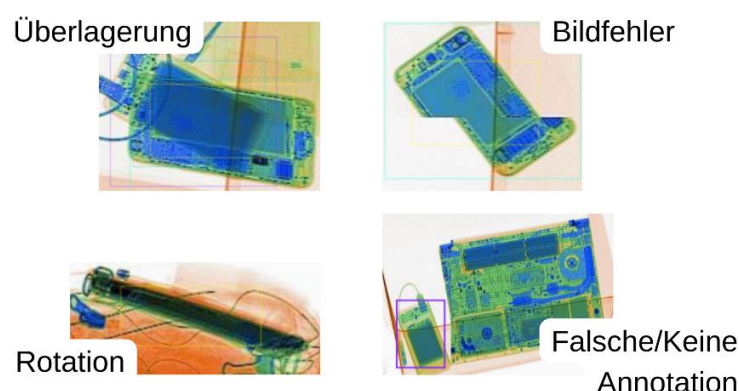 Überlagerung
Bildfehler
Rotation
Falsche/Keine
Annotation